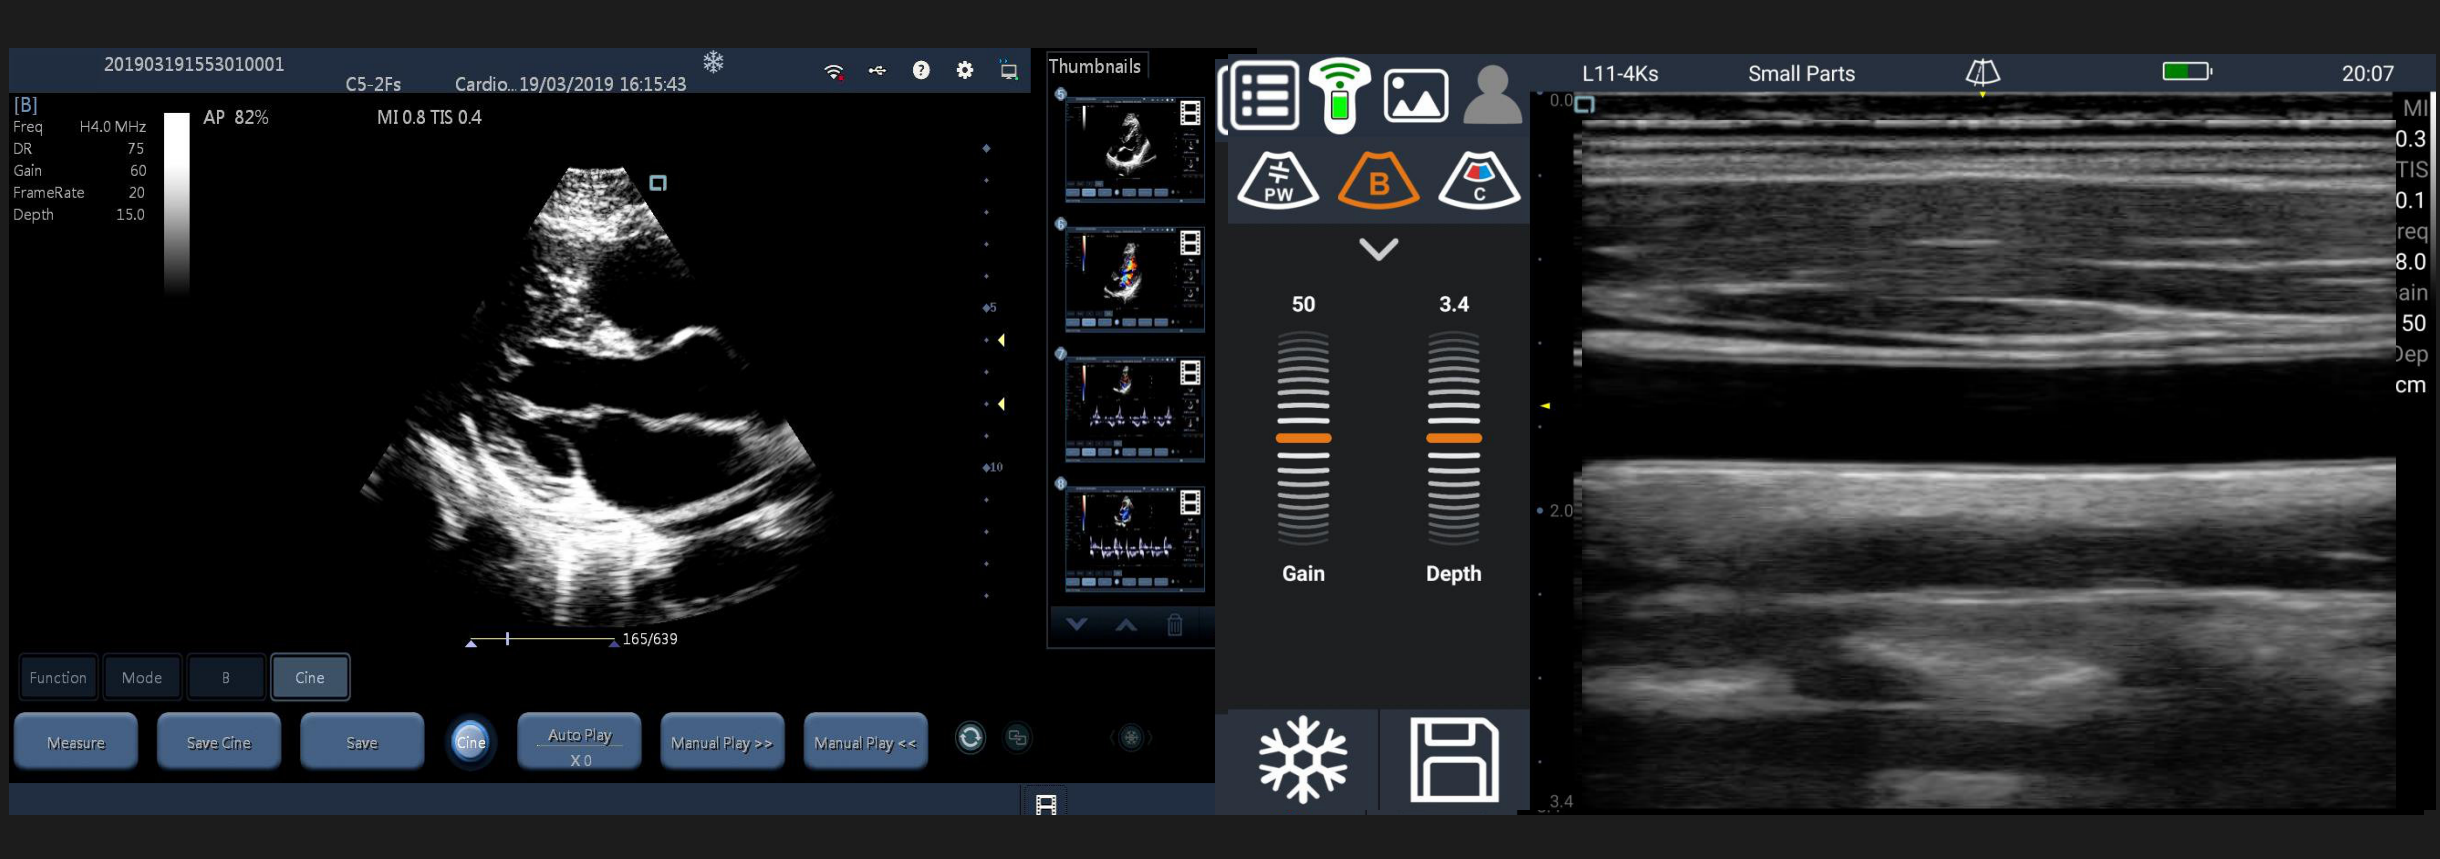 201903191553010001
C5-2Fs Cardio... 19/03/2019 16:15:43
[B]
Freq H4.0 MHz
DR 75
Gain 60
FrameRate 20
Depth 15.0
AP 82%
MI 0.8 TIS 0.4
5
10
165/639
Function Mode B Cine
Measure Save Cine Save Cine Auto Play X 0 Manual Play >> Manual Play <<
Thumbnails
5
6
7
8
PW B C
50 3.4
Gain Depth
L11-4Ks Small Parts 20:07
0.0
2.0
3.4
MI
0.3
TIS
0.1
req
8.0
ain
50
Dep
cm